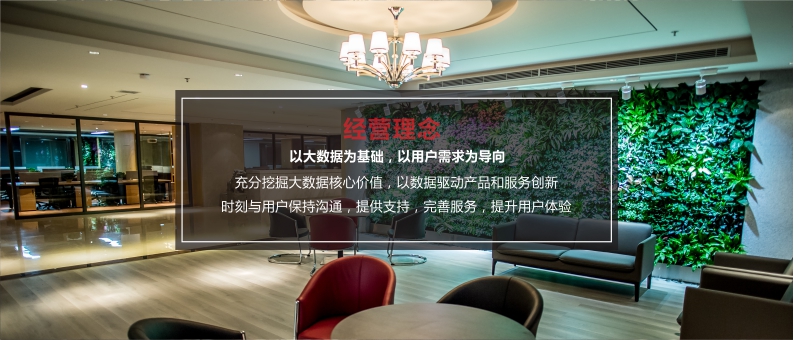 经营理念
以大数据为基础，以用户需求为导向
充分挖掘大数据核心价值，以数据驱动产品和服务创新
时刻与用户保持沟通，提供支持，完善服务，提升用户体验